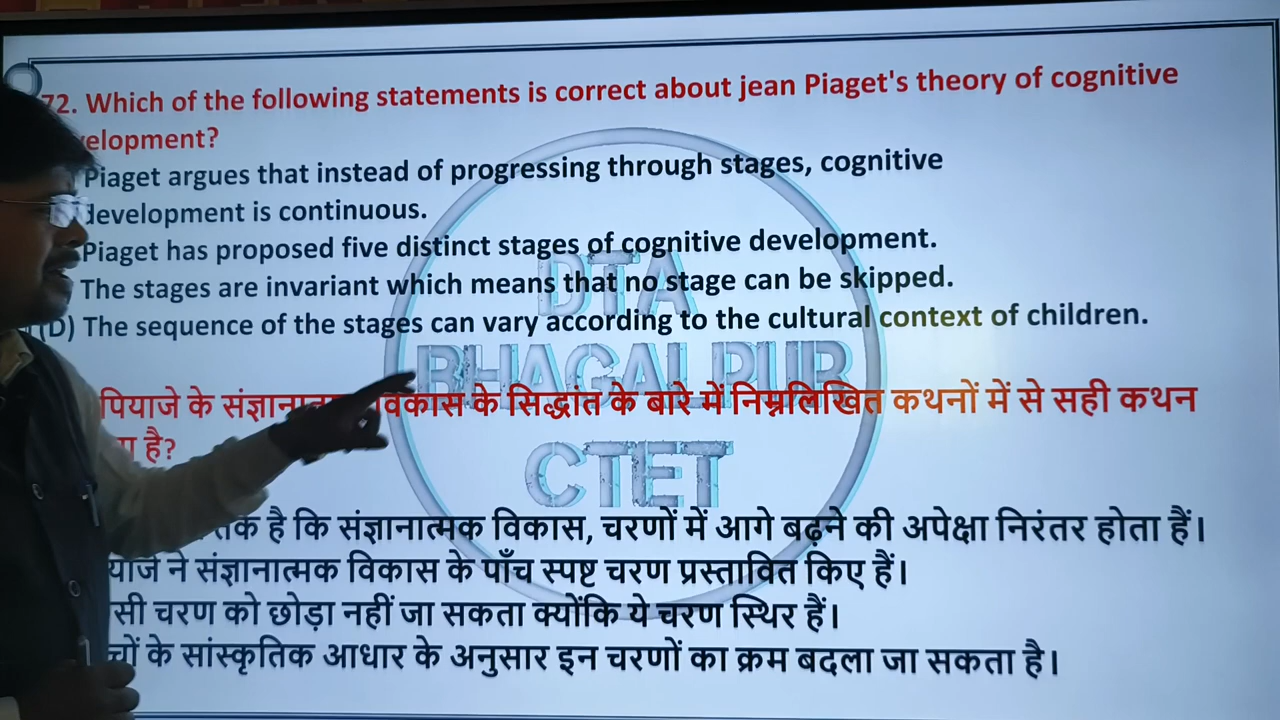 72. Which of the following statements is correct about jean Piaget's theory of cognitive
velopment?
Piaget argues that instead of progressing through stages, cognitive
development is continuous.
Piaget has proposed five distinct stages of cognitive development.
The stages are invariant which means that no stage can be skipped.
(D) The sequence of the stages can vary according to the cultural context of children.
पियाजे के विकास के सिद्धांत के बारे में निम्नलिखित कथनों में से सही कथन
है?
है कि संज्ञानात्मक विकास, चरणों में आगे बढ़ने की अपेक्षा निरंतर होता हैं।
याजे ने संज्ञानात्मक विकास के पाँच स्पष्ट चरण प्रस्तावित किए हैं।
सी चरण को छोड़ा नहीं जा सकता क्योंकि ये चरण स्थिर हैं।
चों के सांस्कृतिक आधार के अनुसार इन चरणों का क्रम बदला जा सकता है।
DTA
BHAGALPUR
CTET